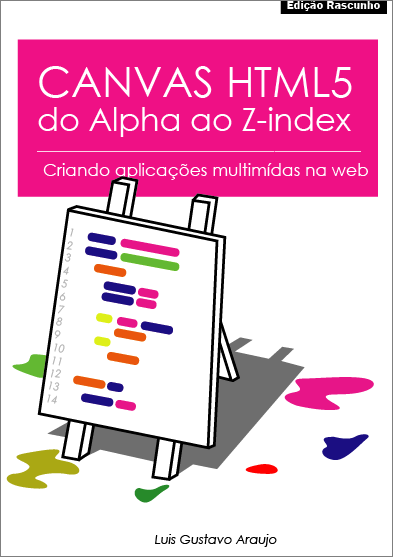 Edição Rascunho
CANVAS HTML5
do Alpha ao Z-index
Criando aplicações multimídas na web
1
2
3
4
5
6
7
8
9
10
11
12
13
14
Luis Gustavo Araujo